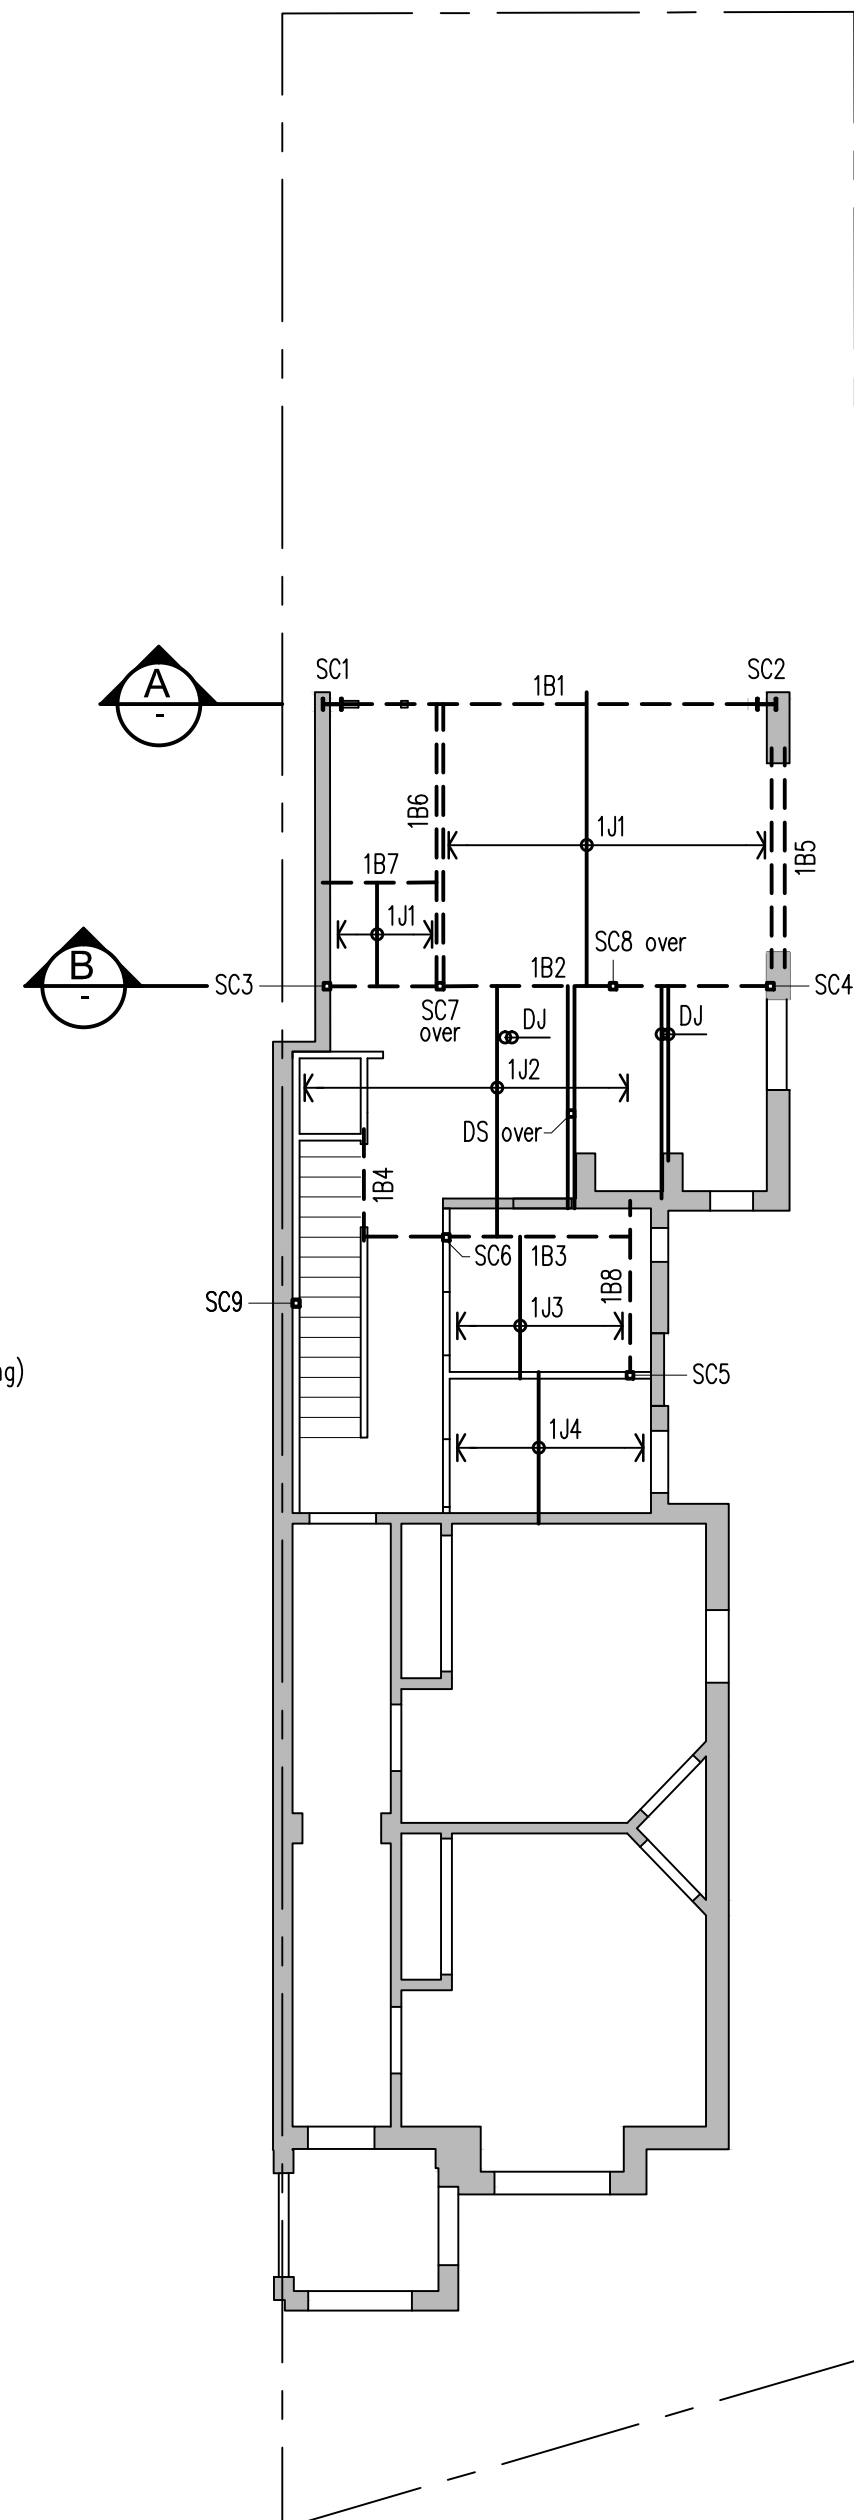 SC1
SC2
A
-
1B1
1B6
1J1
1B5
1B7
1J1
SC8 over
B
-
SC3
1B2
SC4
SC7
over
DJ
DJ
1J2
DS over
1B4
SC6
1B3
1B8
SC9
1J3
g)
SC5
1J4